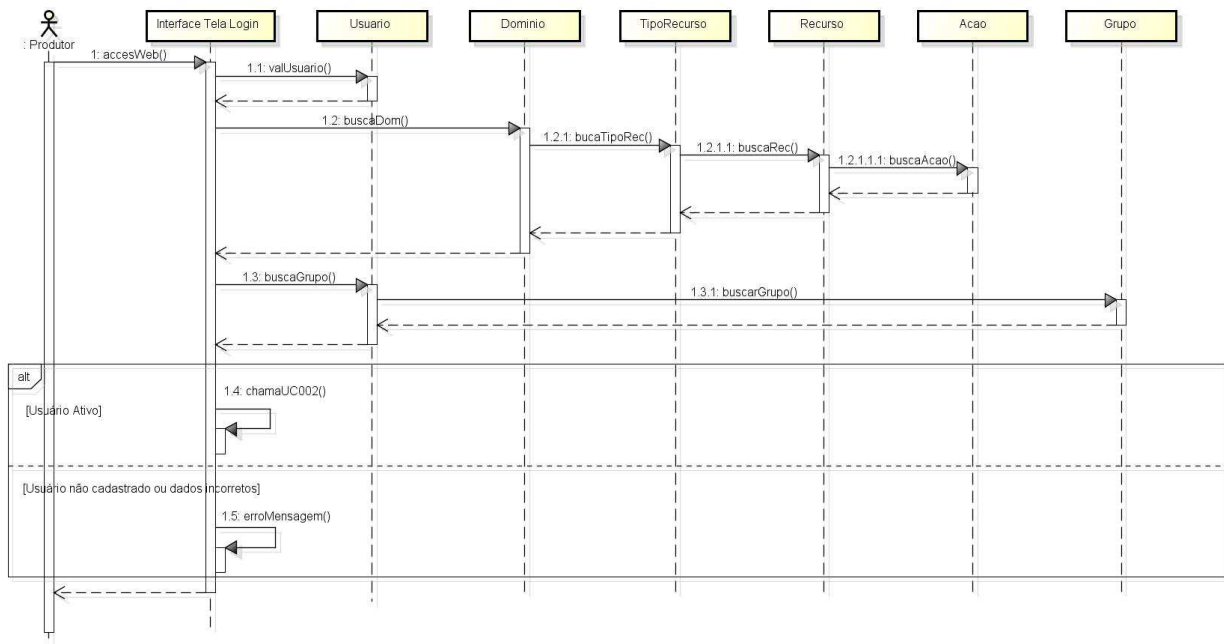 Interface Tela Login
Usuario
Dominio
TipoRecurso
Recurso
Acao
Grupo
: Produtor
1: accesWeb()
1.1: valUsuario()
1.2: buscaDom()
1.2.1: bucaTipoRec()
1.2.1.1: buscaRec()
1.2.1.1.1: buscaAcao()
1.3: buscaGrupo()
1.3.1: buscarGrupo()
alt
1.4: chamaUC002()
[Usuário Ativo]
[Usuário não cadastrado ou dados incorretos]
1.5: erroMensagem()